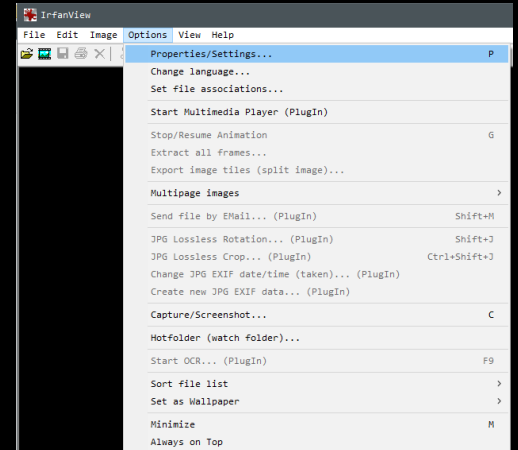 IrfanView
File Edit Image Options View Help
Properties/Settings... P
Change language...
Set file associations...
Start Multimedia Player (PlugIn)
Stop/Resume Animation G
Extract all frames...
Export image tiles (split image)...
Multipage images >
Send file by EMail... (PlugIn) Shift+M
JPG Lossless Rotation... (PlugIn) Shift+J
JPG Lossless Crop... (PlugIn) Ctrl+Shift+J
Change JPG EXIF date/time (taken)... (PlugIn)
Create new JPG EXIF data... (PlugIn)
Capture/Screenshot... C
Hotfolder (watch folder)...
Start OCR... (PlugIn) F9
Sort file list >
Set as Wallpaper >
Minimize M
Always on Top